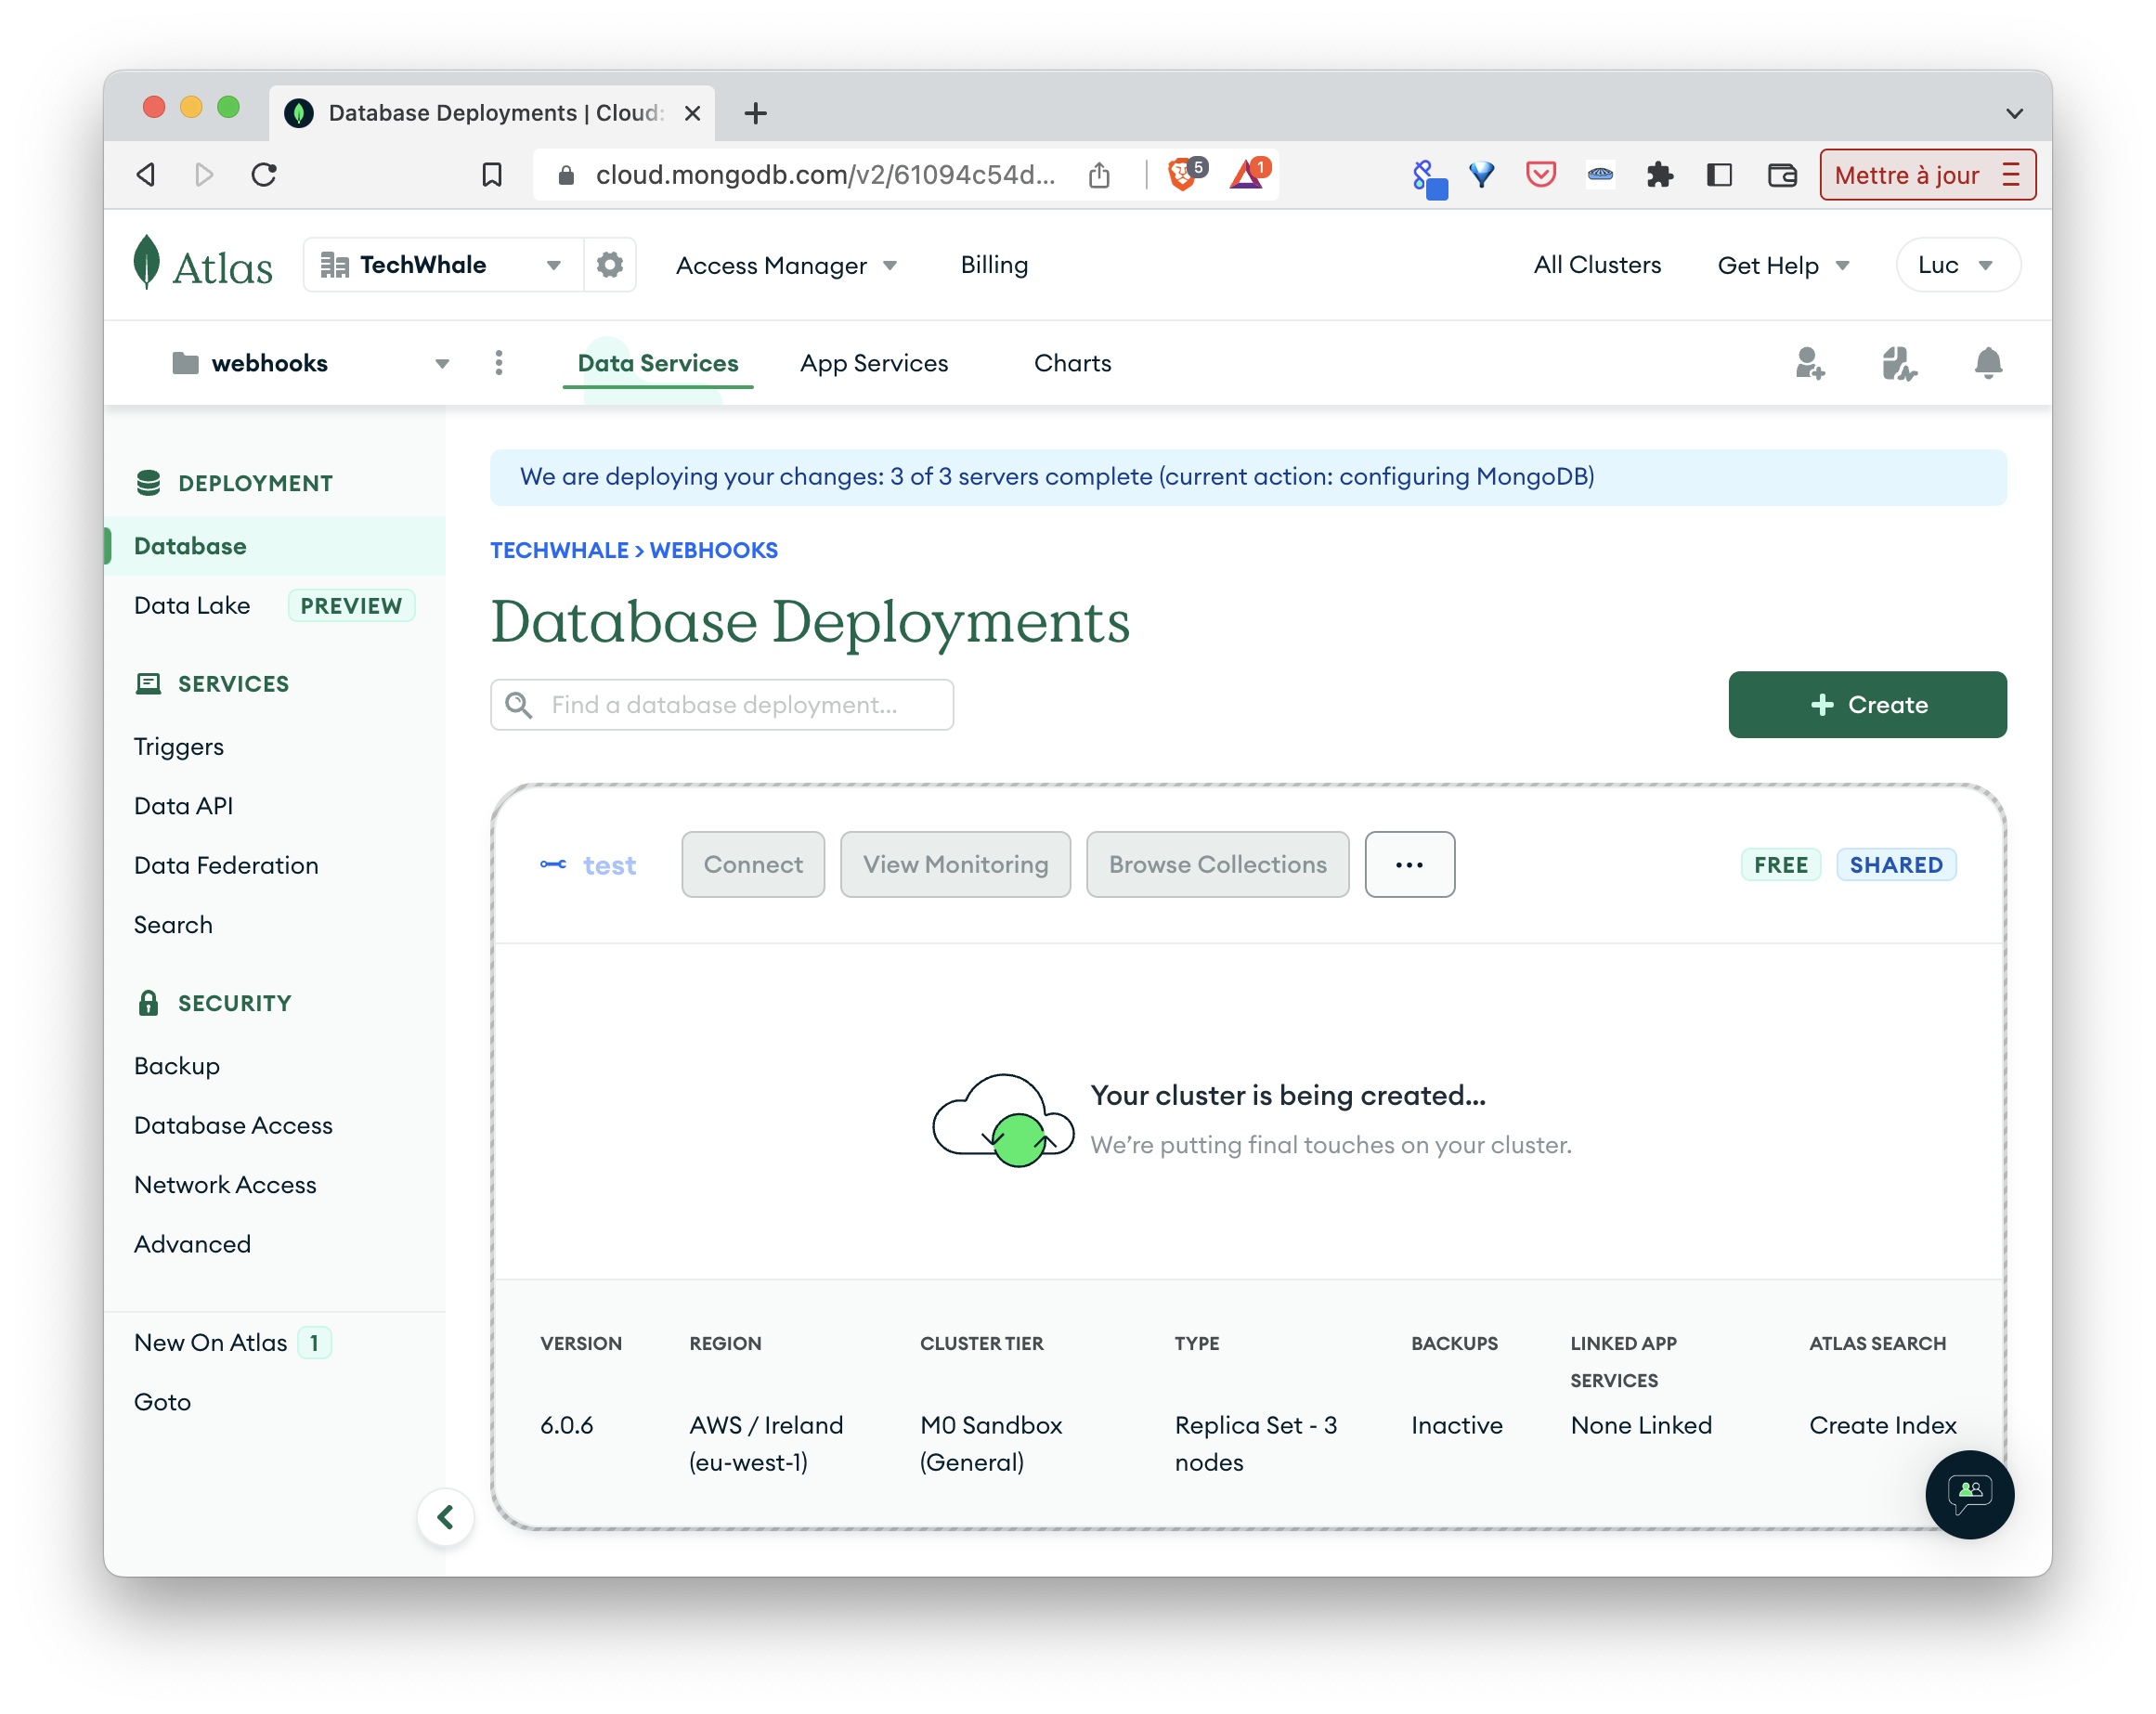 Database Deployments | Cloud:
cloud.mongodb.com/v2/61094c54d...
5
1
Mettre à jour
Atlas
TechWhale
Access Manager
Billing
All Clusters
Get Help
Luc
webhooks
Data Services
App Services
Charts
DEPLOYMENT
Database
Data Lake PREVIEW
SERVICES
Triggers
Data API
Data Federation
Search
SECURITY
Backup
Database Access
Network Access
Advanced
New On Atlas 1
Goto
We are deploying your changes: 3 of 3 servers complete (current action: configuring MongoDB)
TECHWHALE > WEBHOOKS
Database Deployments
Find a database deployment...
+ Create
test
Connect
View Monitoring
Browse Collections
...
FREE
SHARED
Your cluster is being created...
We’re putting final touches on your cluster.
VERSION
6.0.6
REGION
AWS / Ireland
(eu-west-1)
CLUSTER TIER
M0 Sandbox
(General)
TYPE
Replica Set - 3
nodes
BACKUPS
Inactive
LINKED APP
SERVICES
None Linked
ATLAS SEARCH
Create Index